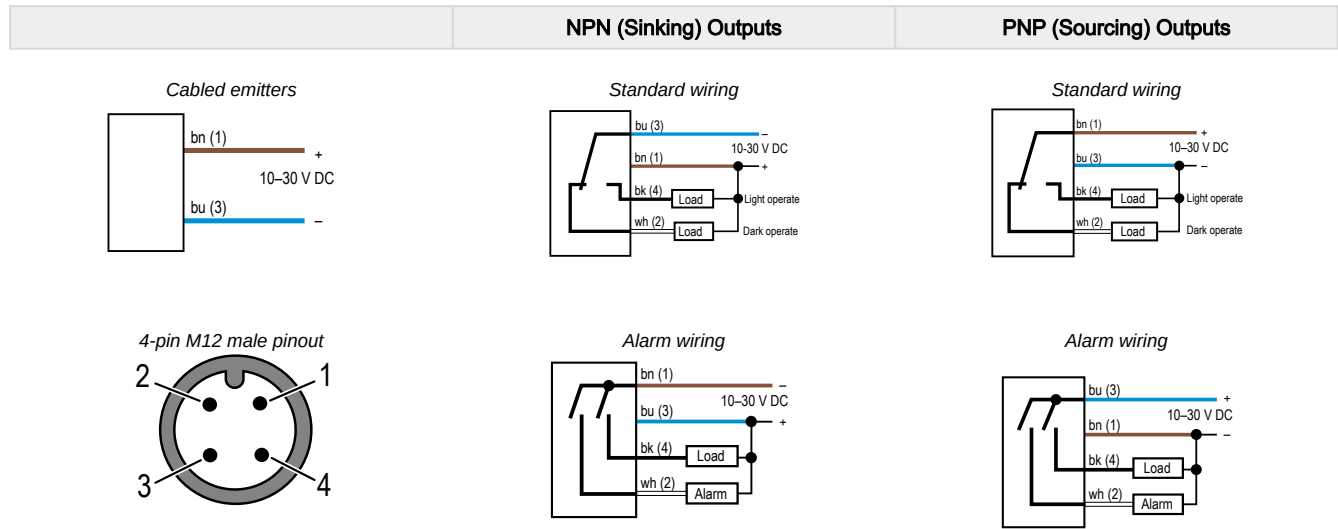 NPN (Sinking) Outputs
PNP (Sourcing) Outputs
Cabled emitters
bn (1)
+
10–30 V DC
bu (3)
–
Standard wiring
bu (3)
–
10-30 V DC
bn (1)
+
bk (4)
Load
Light operate
wh (2)
Load
Dark operate
Standard wiring
bn (1)
+
10–30 V DC
bu (3)
–
bk (4)
Load
Light operate
wh (2)
Load
Dark operate
4-pin M12 male pinout
2
1
3
4
Alarm wiring
bn (1)
–
10–30 V DC
bu (3)
+
bk (4)
Load
wh (2)
Alarm
Alarm wiring
bu (3)
+
10–30 V DC
bn (1)
–
bk (4)
Load
wh (2)
Alarm